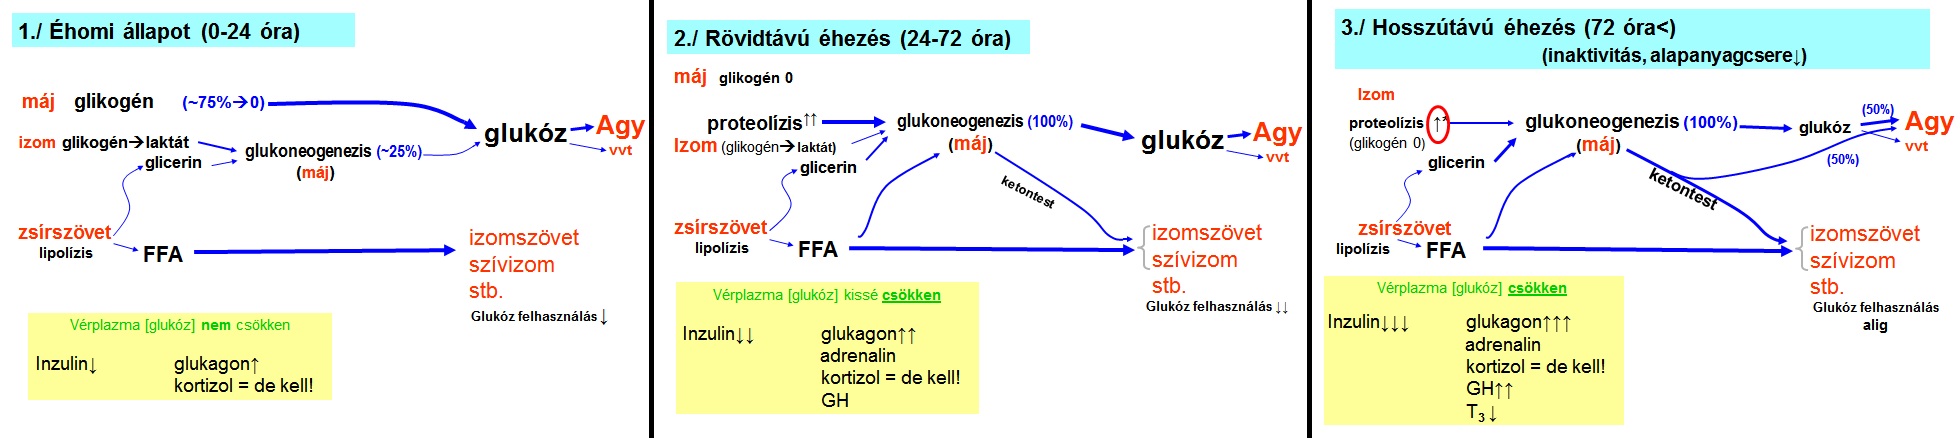 1./ Éhomi állapot (0-24 óra)
máj glikogén (~75%→0)
izom glikogén→laktát
glicerin
glukoneogenezis (~25%)
(máj)
glukóz
Agy
vvt
zsírszövet
lipolízis
FFA
izomszövet
szívizom
stb.
Glukóz felhasználás↓
Vérplazma [glukóz] nem csökken
Inzulin↓ glukagon↑
kortizol = de kell!
2./ Rövidtávú éhezés (24-72 óra)
máj glikogén 0
proteolízis↑↑
Izom (glikogén→laktát)
glicerin
glukoneogenezis (100%)
(máj)
glukóz
Agy
vvt
ketontest
zsírszövet
lipolízis
FFA
izomszövet
szívizom
stb.
Glukóz felhasználás↓↓
Vérplazma [glukóz] kissé csökken
Inzulin↓↓ glukagon↑↑
adrenalin
kortizol = de kell!
GH
3./ Hosszútávú éhezés (72 óra<)
(inaktivitás, alapanyagcsere↓)
Izom
proteolízis ↑*
(glikogén 0)
glicerin
glukoneogenezis (100%)
(máj)
glukóz
(50%)
Agy
vvt
(50%)
ketontest
zsírszövet
lipolízis
FFA
izomszövet
szívizom
stb.
Glukóz felhasználás
alig
Vérplazma [glukóz] csökken
Inzulin↓↓↓ glukagon↑↑↑
adrenalin
kortizol = de kell!
GH↑↑
T₃↓